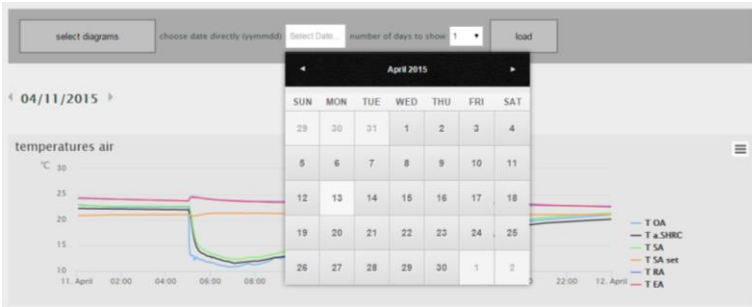 select diagrams choose date directly (yymmdd) Select Date... number of days to show 1 load
April 2015
04/11/2015
SUN MON TUE WED THU FRI SAT
29 30 31 1 2 3 4
temperatures air
5 6 7 8 9 10 11
12 13 14 15 16 17 18
19 20 21 22 23 24 25
26 27 28 29 30 1 2
°C 30
25
20
15
10
11. April 02:00 04:00 06:00 08:00 22:00 12. April
T OA
T a.SHRC
T SA
T SA set
T RA
T EA